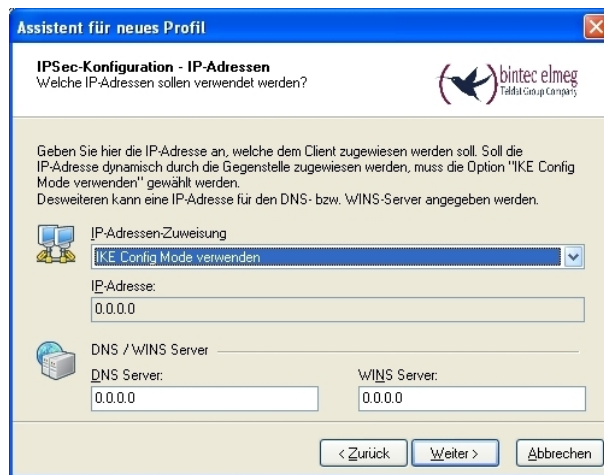 Assistent für neues Profil
IPSec-Konfiguration - IP-Adressen
Welche IP-Adressen sollen verwendet werden?
bintec elmeg
Teldat Group Company
Geben Sie hier die IP-Adresse an, welche dem Client zugewiesen werden soll. Soll die
IP-Adresse dynamisch durch die Gegenstelle zugewiesen werden, muss die Option "IKE Config
Mode verwenden" gewählt werden.
Desweiteren kann eine IP-Adresse für den DNS- bzw. WINS-Server angegeben werden.
IP-Adressen-Zuweisung
IKE Config Mode verwenden
IP-Adresse:
0.0.0.0
DNS / WINS Server
DNS Server:
WINS Server:
0.0.0.0
0.0.0.0
< Zurück
Weiter >
Abbrechen